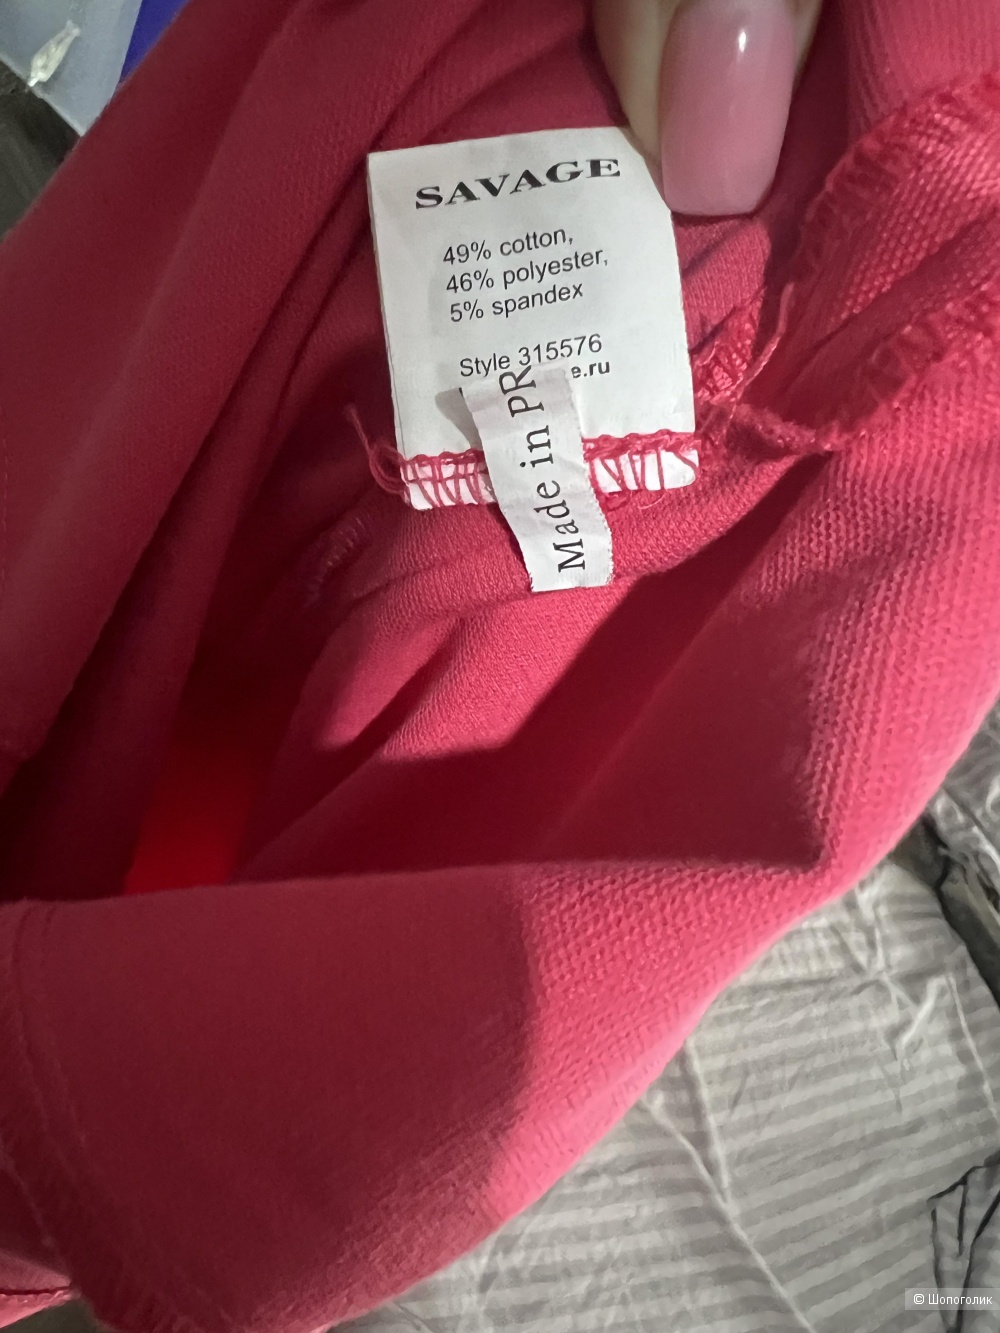 SAVAGE
49% cotton,
46% polyester,
5% spandex
Style 315576
e.ru
Made in PR
© Шопоголик